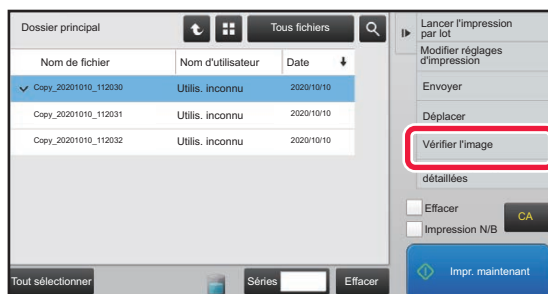 Dossier principal
Tous fichiers
Nom de fichier
Nom d'utilisateur
Date
Copy_20201010_112030
Utilis. inconnu
2020/10/10
Copy_20201010_112031
Utilis. inconnu
2020/10/10
Copy_20201010_112032
Utilis. inconnu
2020/10/10
Tout sélectionner
Séries
Effacer
Lancer l'impression
par lot
Modifier réglages
d'impression
Envoyer
Déplacer
Vérifier l'image
détaillées
Effacer
Impression N/B
CA
Impr. maintenant